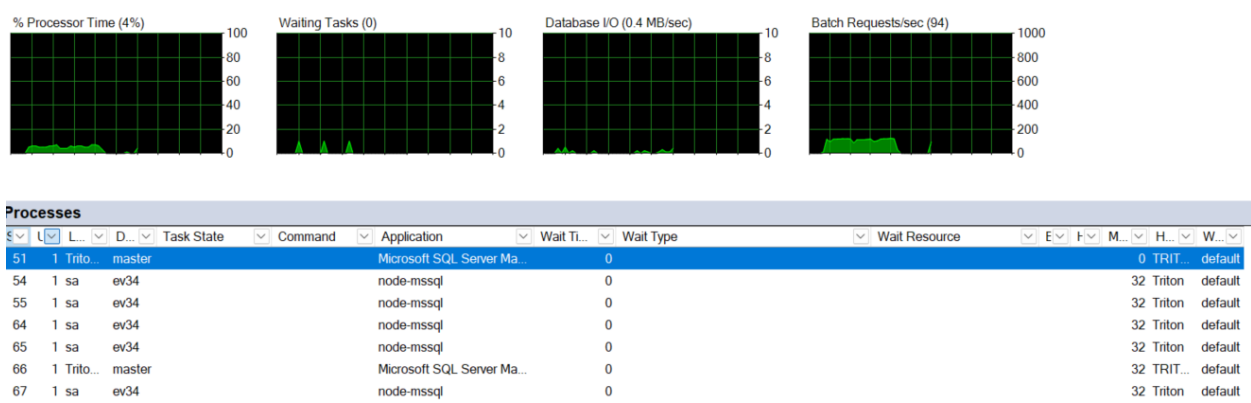 % Processor Time (4%) Waiting Tasks (0) Database I/O (0.4 MB/sec) Batch Requests/sec (94)
100 10 10 1000
80 8 8 800
60 6 6 600
40 4 4 400
20 2 2 200
0 0 0 0
Processes
L... D... Task State Command Application Wait Ti... Wait Type Wait Resource M... H... W...
51 1 Trito... master Microsoft SQL Server Ma... 0 0 TRIT... default
54 1 sa ev34 node-mssql 0 32 Triton default
55 1 sa ev34 node-mssql 0 32 Triton default
64 1 sa ev34 node-mssql 0 32 Triton default
65 1 sa ev34 node-mssql 0 32 Triton default
66 1 Trito... master Microsoft SQL Server Ma... 0 32 TRIT... default
67 1 sa ev34 node-mssql 0 32 Triton default